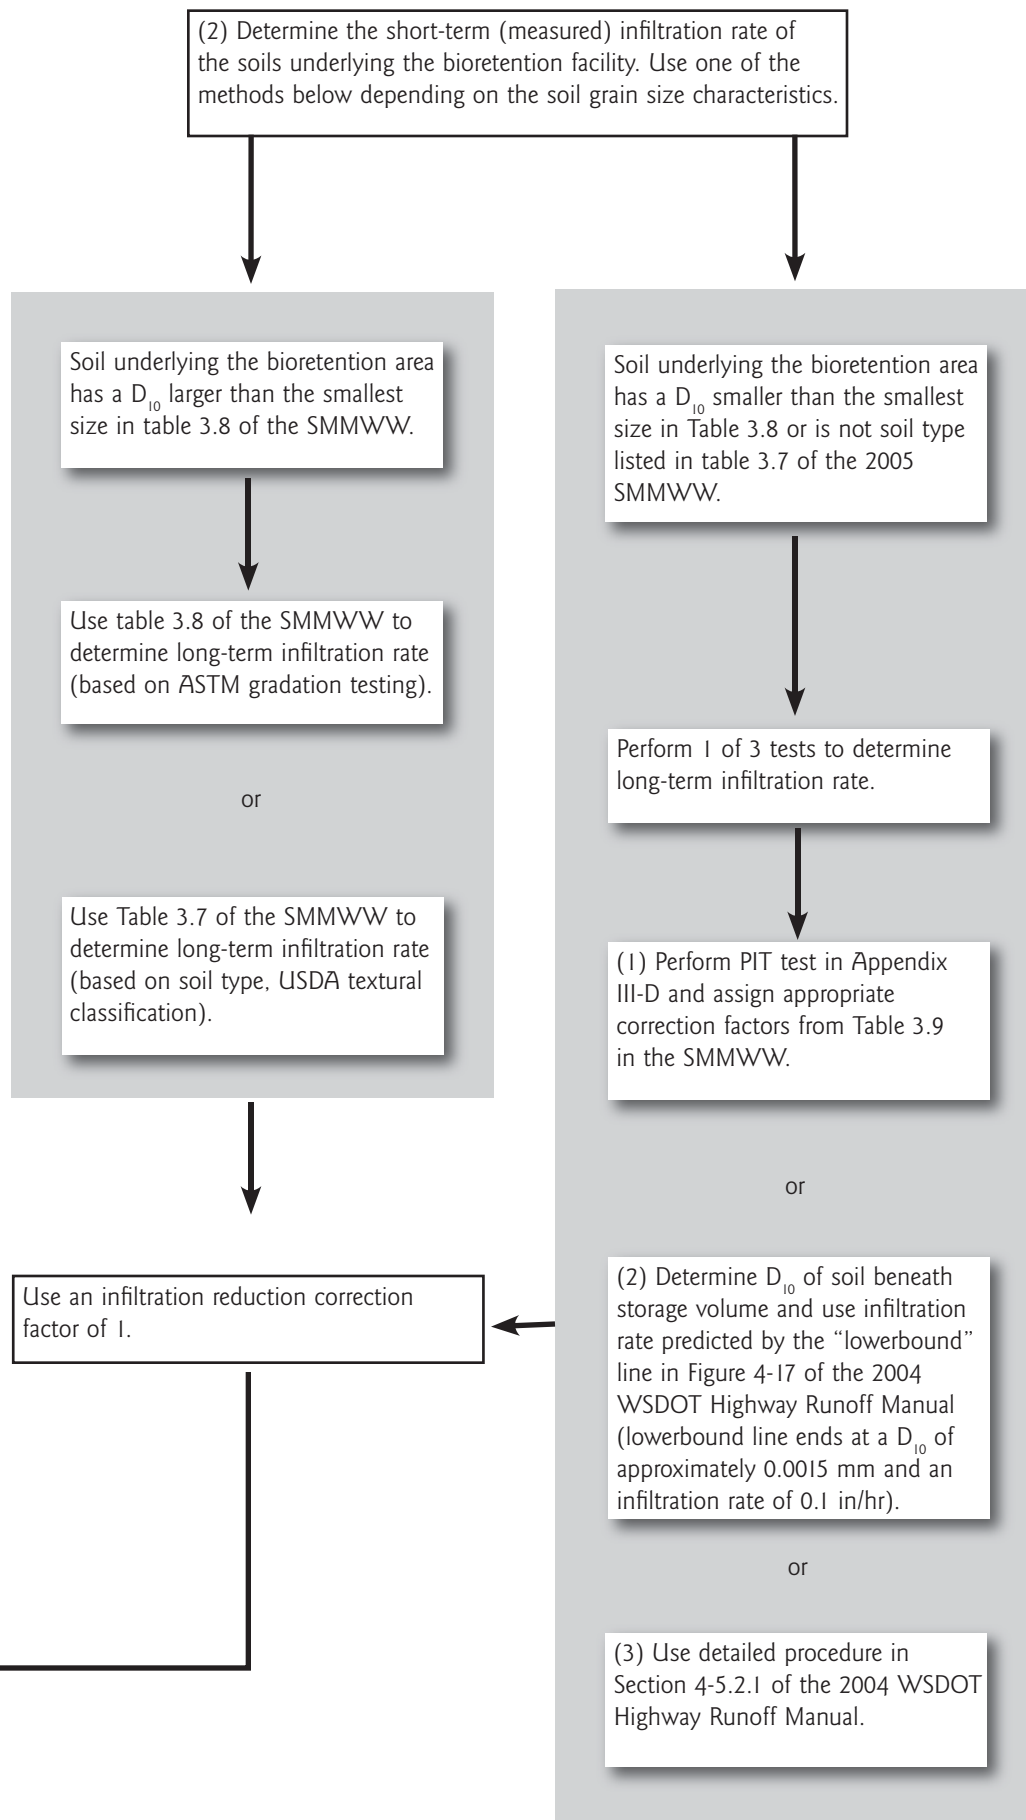 (2) Determine the short-term (measured) infiltration rate of
the soils underlying the bioretention facility. Use one of the
methods below depending on the soil grain size characteristics.
Soil underlying the bioretention area
has a D10 larger than the smallest
size in table 3.8 of the SMMWW.
Use table 3.8 of the SMMWW to
determine long-term infiltration rate
(based on ASTM gradation testing).
or
Use Table 3.7 of the SMMWW to
determine long-term infiltration rate
(based on soil type, USDA textural
classification).
Use an infiltration reduction correction
factor of 1.
Soil underlying the bioretention area
has a D10 smaller than the smallest
size in Table 3.8 or is not soil type
listed in table 3.7 of the 2005
SMMWW.
Perform 1 of 3 tests to determine
long-term infiltration rate.
(1) Perform PIT test in Appendix
III-D and assign appropriate
correction factors from Table 3.9
in the SMMWW.
or
(2) Determine D10 of soil beneath
storage volume and use infiltration
rate predicted by the “lowerbound”
line in Figure 4-17 of the 2004
WSDOT Highway Runoff Manual
(lowerbound line ends at a D10 of
approximately 0.0015 mm and an
infiltration rate of 0.1 in/hr).
or
(3) Use detailed procedure in
Section 4-5.2.1 of the 2004 WSDOT
Highway Runoff Manual.